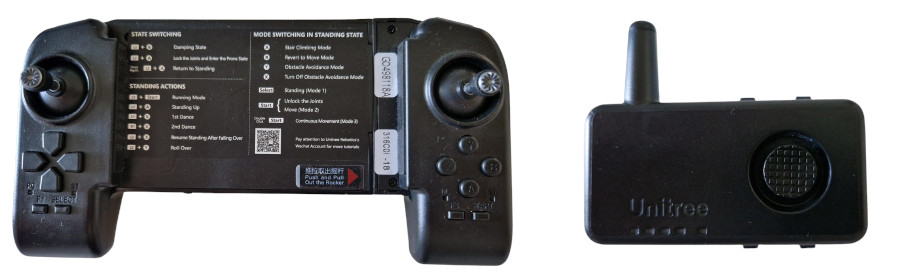 STATE SWITCHING
Damping State
Lock the Joints and Enter the Prone State
Return to Standing
STANDING ACTIONS
Start Running Mode
Standing Up
1st Dance
2nd Dance
Resume Standing After Falling Over
Roll Over
MODE SWITCHING IN STANDING STATE
Stair Climbing Mode
Revert to Move Mode
Obstacle Avoidance Mode
Turn Off Obstacle Avoidance Mode
Select Standing (Mode 1)
Start { Unlock the Joints
Move (Mode 2)
START Continuous Movement (Mode 3)
Pay attention to Unitree Robotics's
Wechat Account for more tutorials
Push and Pull
Out the Rocker
SELECT
A
Unitree